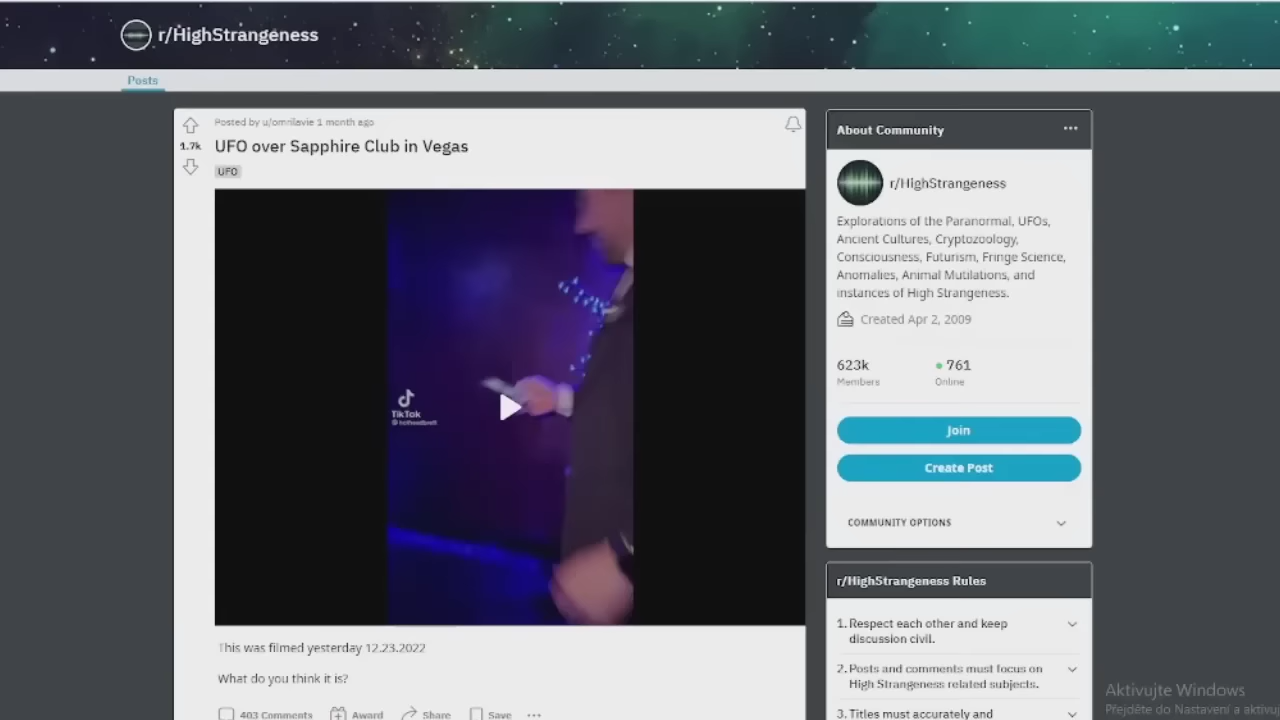 r/HighStrangeness
Posts
Posted by u/omnilavie 1 month ago
1.7k
UFO over Sapphire Club in Vegas
UFO
TikTok
This was filmed yesterday 12.23.2022
What do you think it is?
403 Comments
Award
Share
Save
About Community
r/HighStrangeness
Explorations of the Paranormal, UFOs,
Ancient Cultures, Cryptozoology,
Consciousness, Futurism, Fringe Science,
Anomalies, Animal Mutilations, and
instances of High Strangeness.
Created Apr 2, 2009
623k
Members
761
Online
Join
Create Post
COMMUNITY OPTIONS
r/HighStrangeness Rules
1. Respect each other and keep
discussion civil.
2. Posts and comments must focus on
High Strangeness related subjects.
3. Titles must accurately and
Aktivujte Windows
Přejděte do Nastavení a aktivu